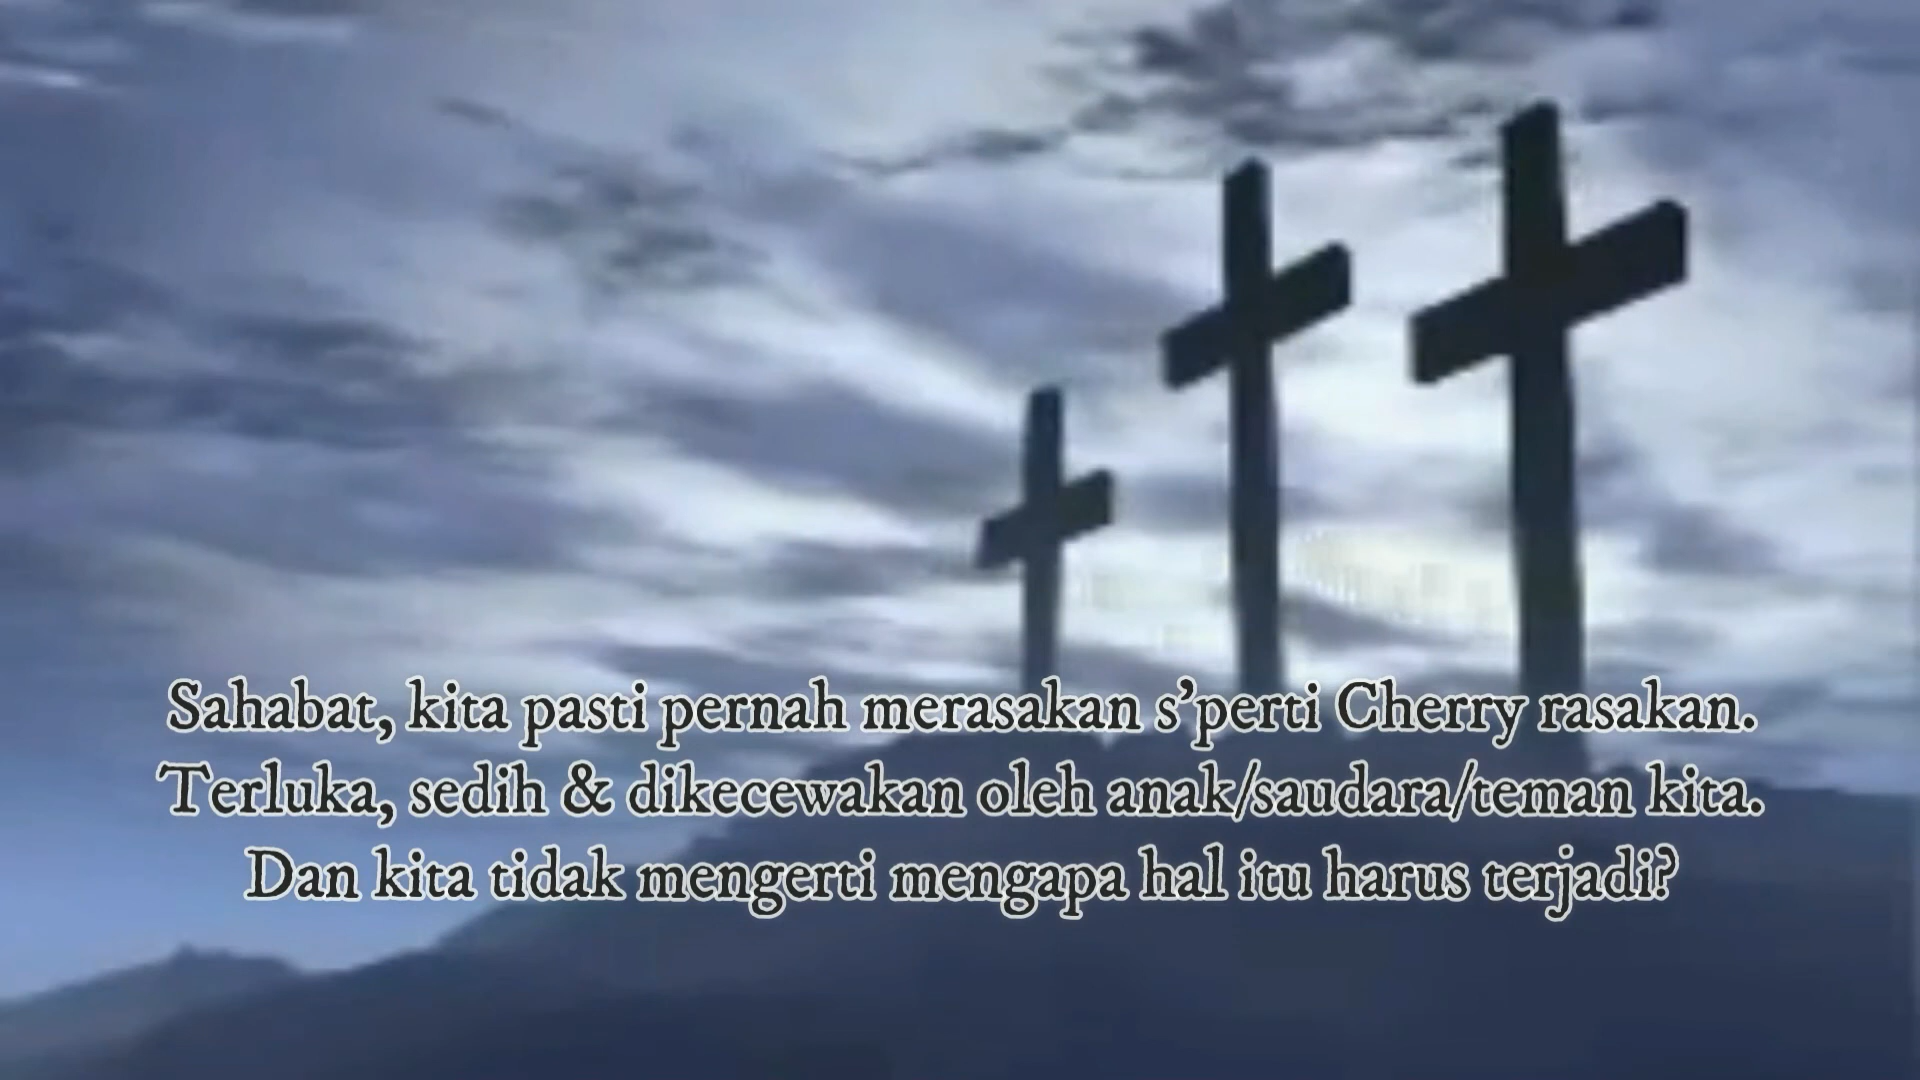 Sahabat, kita pasti pernah merasakan s'perti Cherry rasakan.
Terluka, sedih & dikecewakan oleh anak/saudara/teman kita.
Dan kita tidak mengerti mengapa hal itu harus terjadi?